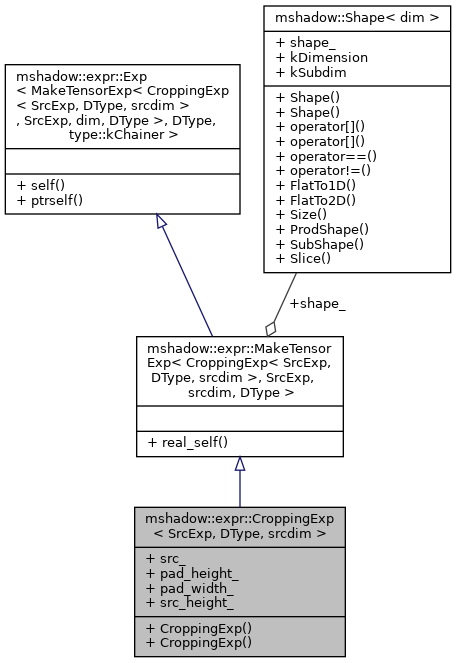 mshadow::Shape< dim >
+ shape_
+ kDimension
+ kSubdim
+ Shape()
+ Shape()
+ operator[]()
+ operator[]()
+ operator==()
+ operator!=()
+ FlatTo1D()
+ FlatTo2D()
+ Size()
+ ProdShape()
+ SubShape()
+ Slice()
mshadow::expr::Exp
< MakeTensorExp< CroppingExp
< SrcExp, DType, srcdim >
, SrcExp, dim, DType >, DType,
type::kChainer >
+ self()
+ ptrself()
+shape_
mshadow::expr::MakeTensor
Exp< CroppingExp< SrcExp,
DType, srcdim >, SrcExp,
srcdim, DType >
+ real_self()
mshadow::expr::CroppingExp
< SrcExp, DType, srcdim >
+ src_
+ pad_height_
+ pad_width_
+ src_height_
+ CroppingExp()
+ CroppingExp()